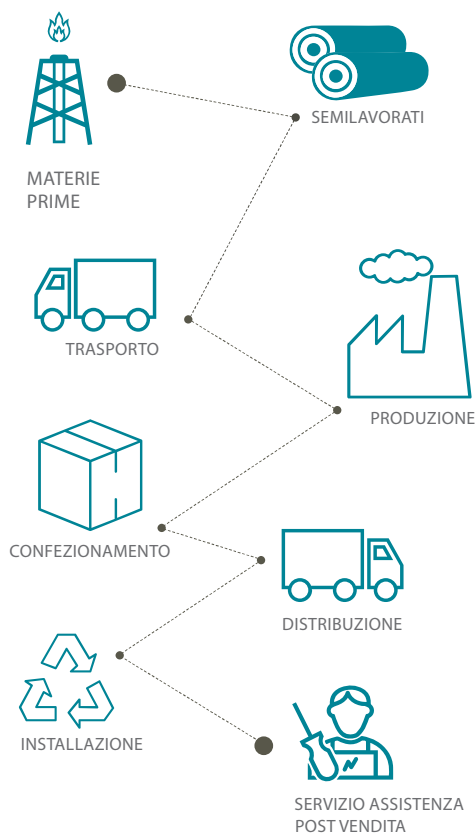 MATERIE
PRIME
SEMILAVORATI
TRASPORTO
PRODUZIONE
CONFEZIONAMENTO
DISTRIBUZIONE
INSTALLAZIONE
SERVIZIO ASSISTENZA
POST VENDITA